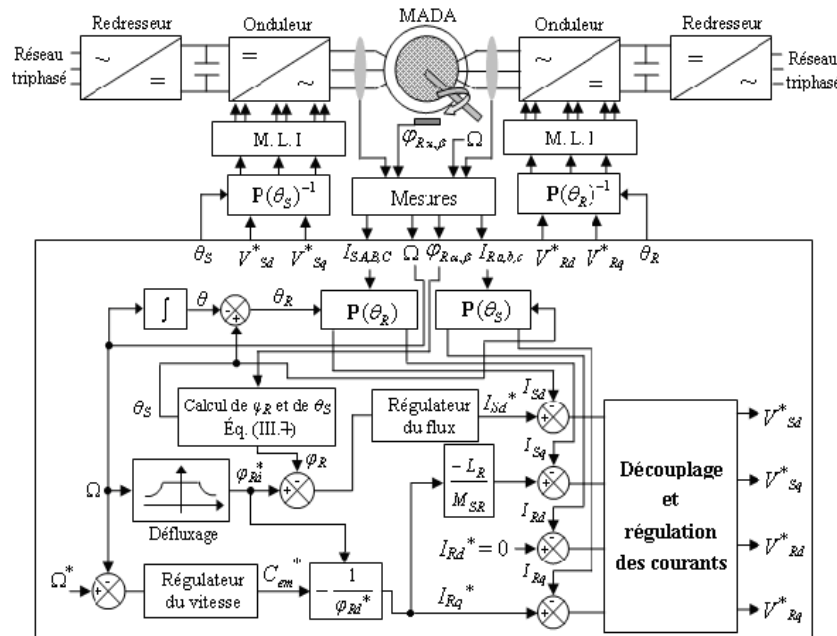 MADA
Redresseur
Onduleur
Onduleur
Redresseur
Réseau
triphasé
~
=
=
~
=
~
~
=
Réseau
triphasé
M. L. I
φRα,β
Ω
M. L. I
P(θS)⁻¹
Mesures
P(θR)⁻¹
θS
V*Sd
V*Sq
ISA,B,C
Ω
φRα,β
IRa,b,c
V*Rd
V*Rq
θR
∫
θ
-
+
θR
P(θR)
P(θS)
θS
Calcul de φR et de θS
Éq. (III.7)
Régulateur
du flux
ISd*
ISd
+
-
V*Sd
φR
ISq
φRd*
+
-
-LR
MSR
+
-
V*Sq
Ω
Défluxage
Découplage
et
régulation
des courants
IRd
IRd* = 0
+
-
V*Rd
Ω*
+
-
Régulateur
du vitesse
Cem*
- 1
φRd*
IRq*
IRq
+
-
V*Rq